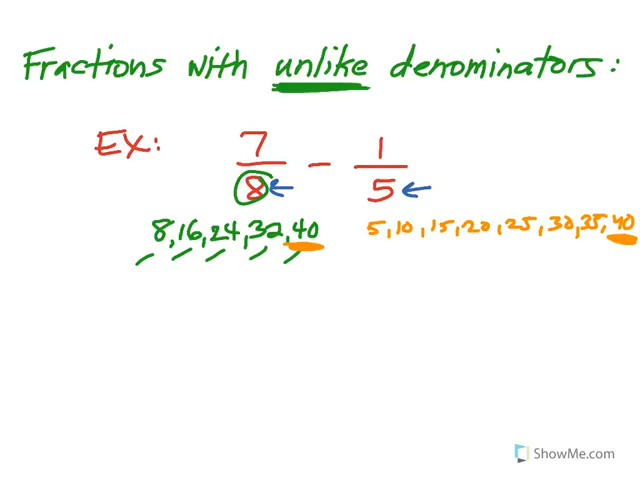 Fractions with unlike denominators:
EX: 7/8 - 1/5
8,16,24,32,40 5,10,15,20,25,30,35,40
ShowMe.com